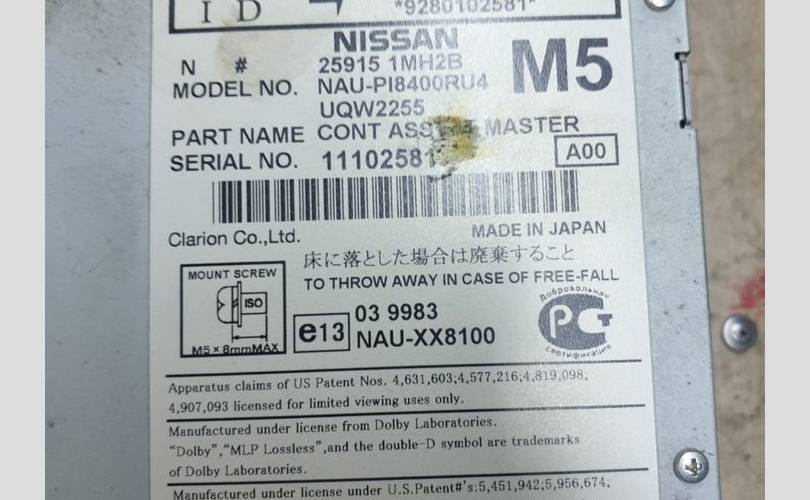 I D
*9280102581*
NISSAN
M5
N # 25915 1MH2B
MODEL NO. NAU-PI8400RU4
UQW2255
PART NAME CONT MASTER
SERIAL NO. 11102581
A00
Clarion Co.,Ltd. MADE IN JAPAN
床に落とした場合は廃棄すること
TO THROW AWAY IN CASE OF FREE-FALL
MOUNT SCREW
ISO
M5 × 8mmMAX
e13
03 9983
NAU-XX8100
Добровольная
РСТ
сертификация
Apparatus claims of US Patent Nos. 4,631,603;4,577,216;4,819,098;
4,907,093 licensed for limited viewing uses only.
Manufactured under license from Dolby Laboratories.
"Dolby","MLP Lossless",and the double-D symbol are trademarks
of Dolby Laboratories.
Manufactured under license under U.S.Patent#'s:5,451,942;5,956,674;